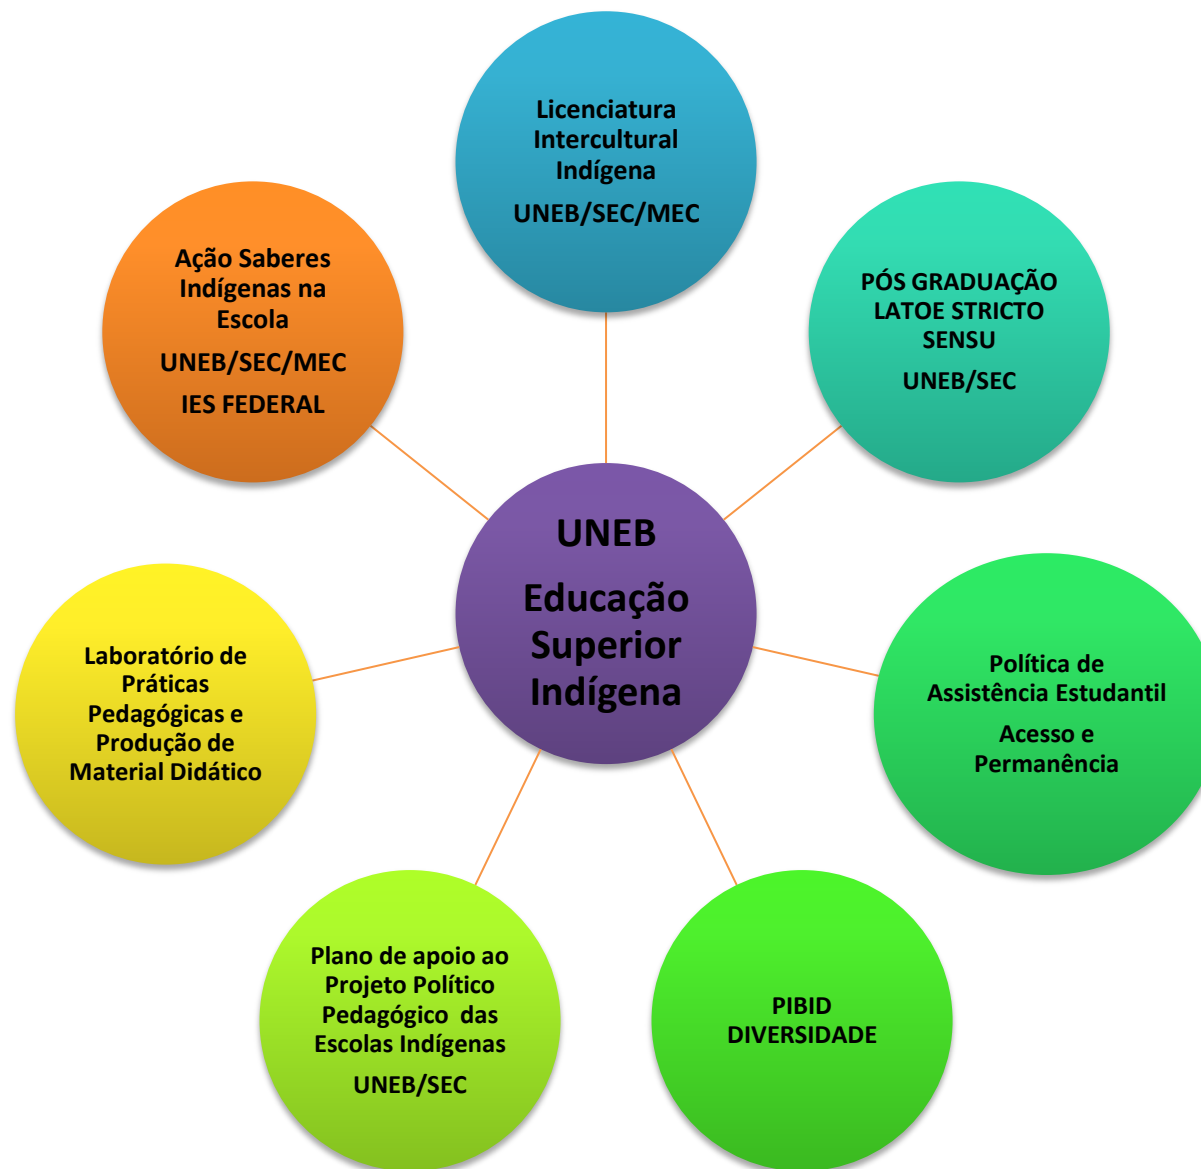 Licenciatura
Intercultural
Indígena
UNEB/SEC/MEC
PÓS GRADUAÇÃO
LATOE STRICTO
SENSU
UNEB/SEC
Política de
Assistência Estudantil
Acesso e
Permanência
PIBID
DIVERSIDADE
Plano de apoio ao
Projeto Político
Pedagógico das
Escolas Indígenas
UNEB/SEC
Laboratório de
Práticas
Pedagógicas e
Produção de
Material Didático
Ação Saberes
Indígenas na
Escola
UNEB/SEC/MEC
IES FEDERAL
UNEB
Educação
Superior
Indígena